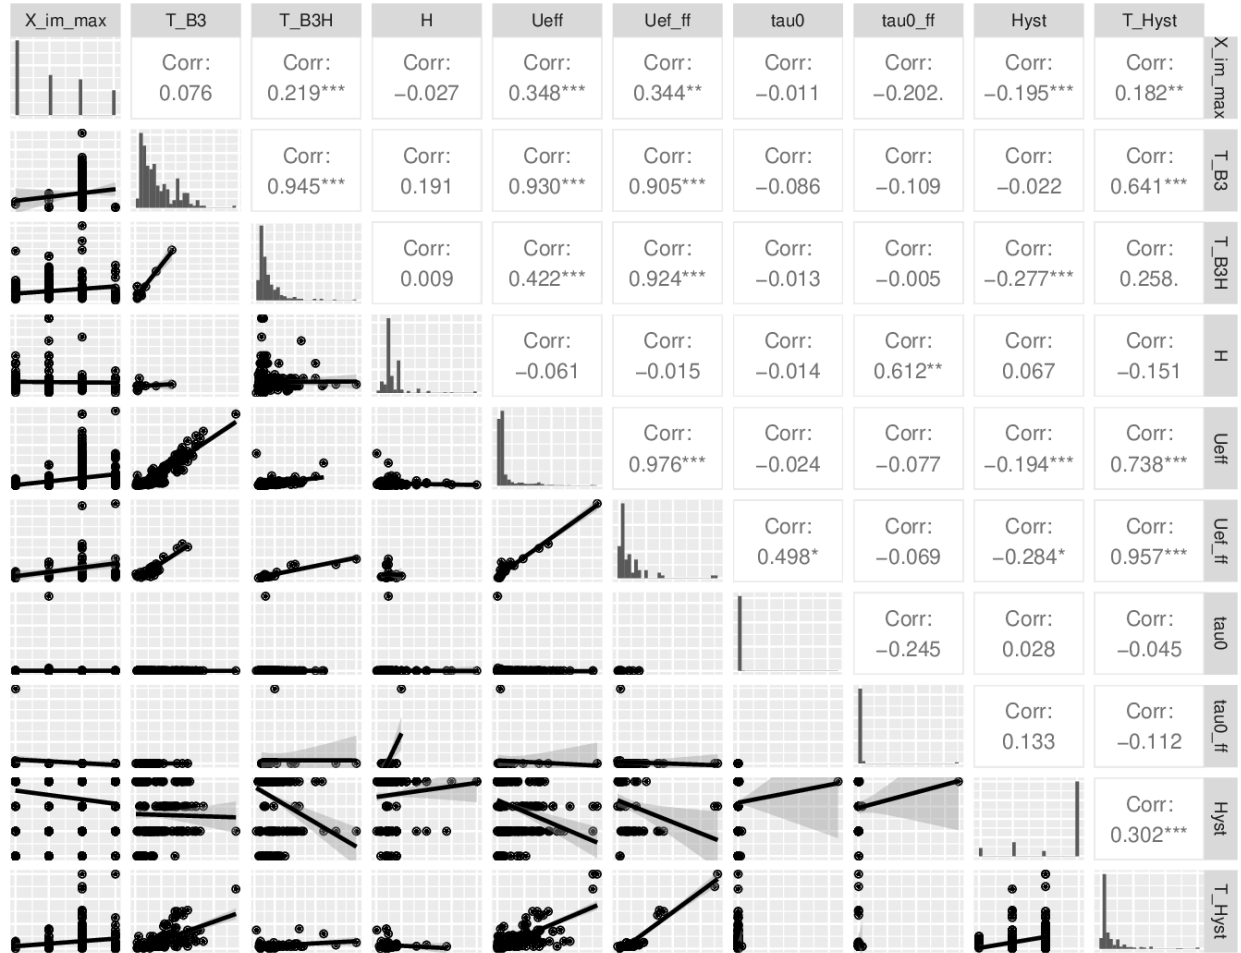 X_im_max T_B3 T_B3H H Ueff Uef_ff tau0 tau0_ff Hyst T_Hyst
Corr: Corr: Corr: Corr: Corr: Corr: Corr: Corr: Corr:
0.076 0.219*** −0.027 0.348*** 0.344** −0.011 −0.202. −0.195*** 0.182**
X_im_max
Corr: Corr: Corr: Corr: Corr: Corr: Corr: Corr:
0.945*** 0.191 0.930*** 0.905*** −0.086 −0.109 −0.022 0.641***
T_B3
Corr: Corr: Corr: Corr: Corr: Corr: Corr:
0.009 0.422*** 0.924*** −0.013 −0.005 −0.277*** 0.258.
T_B3H
Corr: Corr: Corr: Corr: Corr: Corr:
−0.061 −0.015 −0.014 0.612** 0.067 −0.151
H
Corr: Corr: Corr: Corr: Corr:
0.976*** −0.024 −0.077 −0.194*** 0.738***
Ueff
Corr: Corr: Corr: Corr:
0.498* −0.069 −0.284* 0.957***
Uef_ff
Corr: Corr: Corr:
−0.245 0.028 −0.045
tau0
Corr: Corr:
0.133 −0.112
tau0_ff
Corr:
0.302***
Hyst
T_Hyst